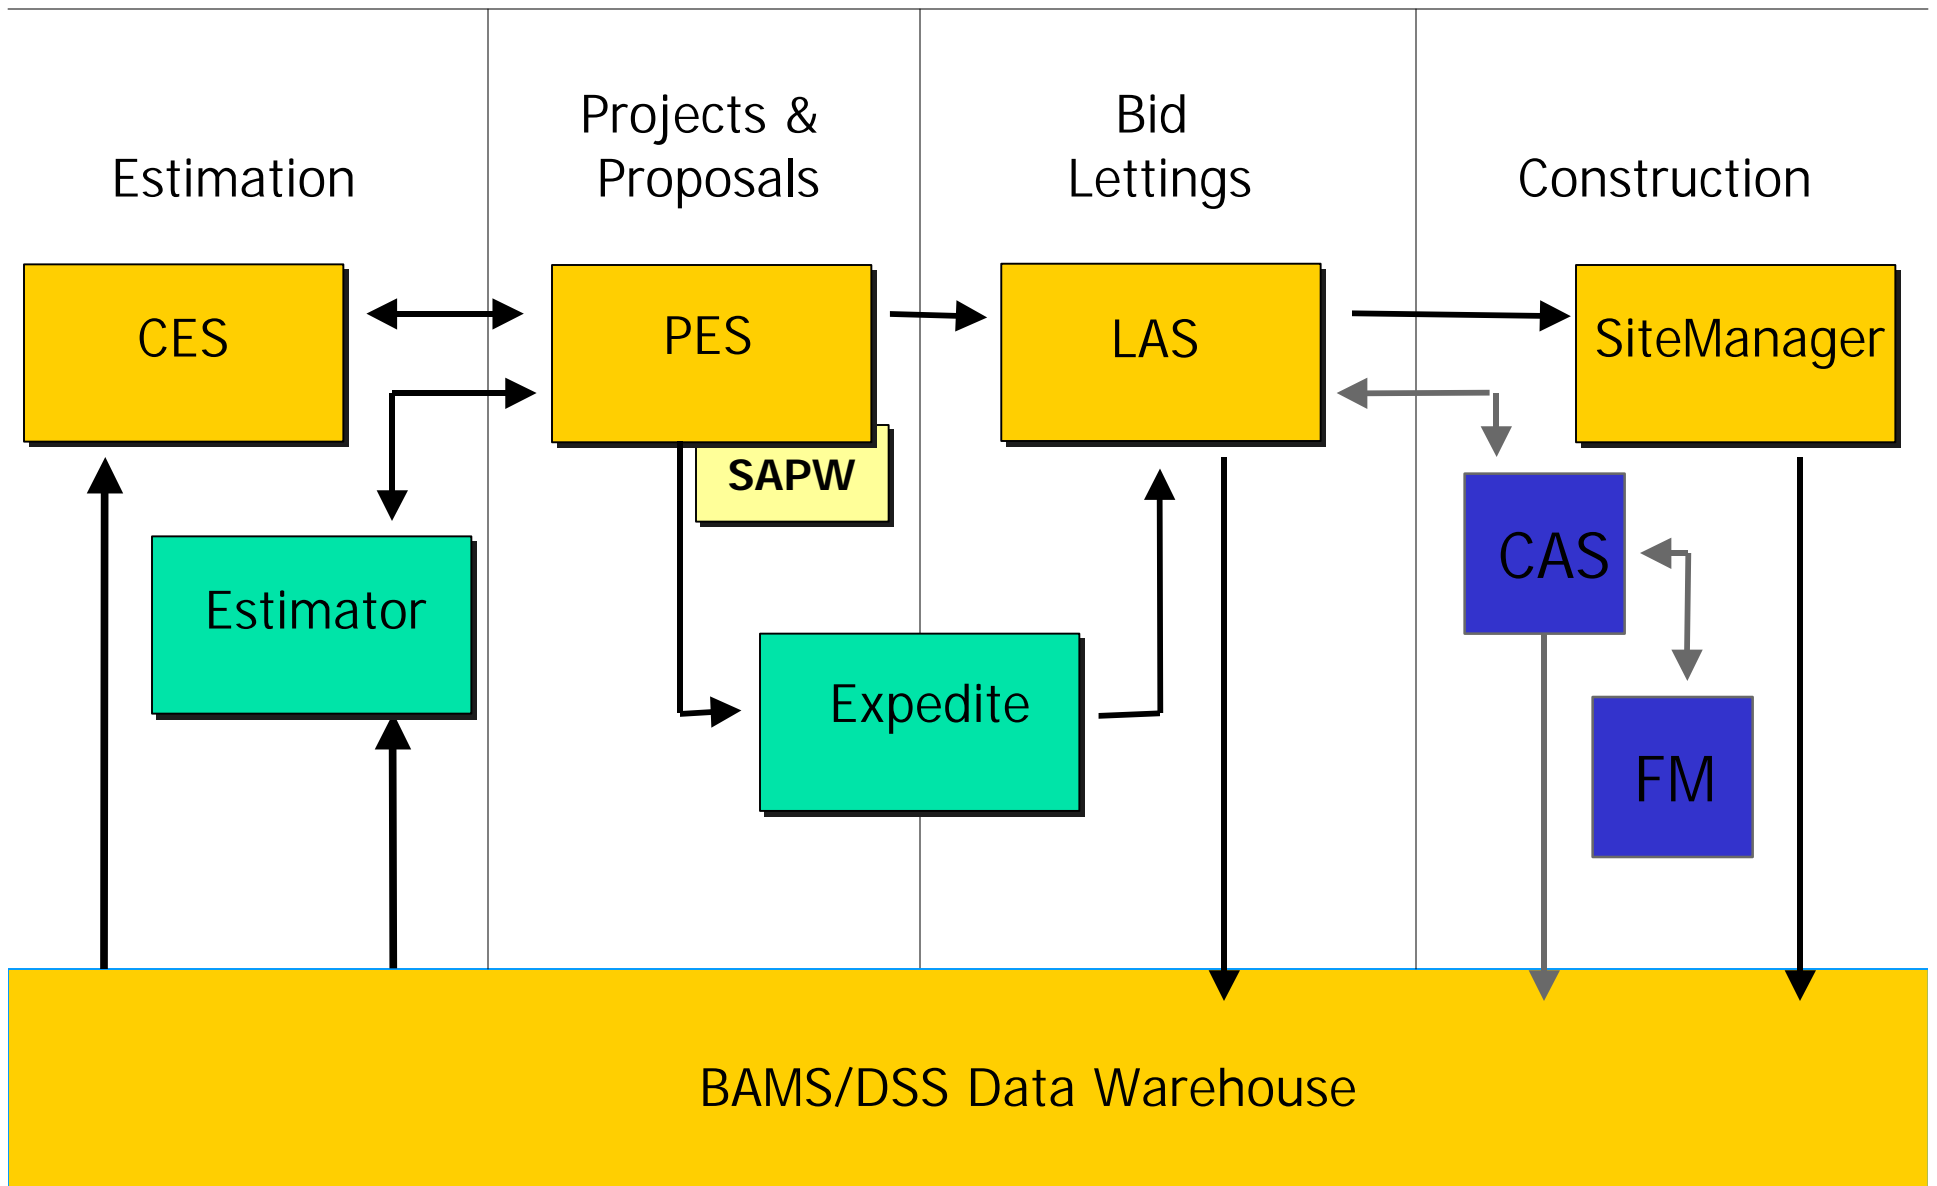 Estimation
Projects &
Proposals
Bid
Lettings
Construction
CES
PES
LAS
SiteManager
SAPW
Estimator
Expedite
CAS
FM
BAMS/DSS Data Warehouse